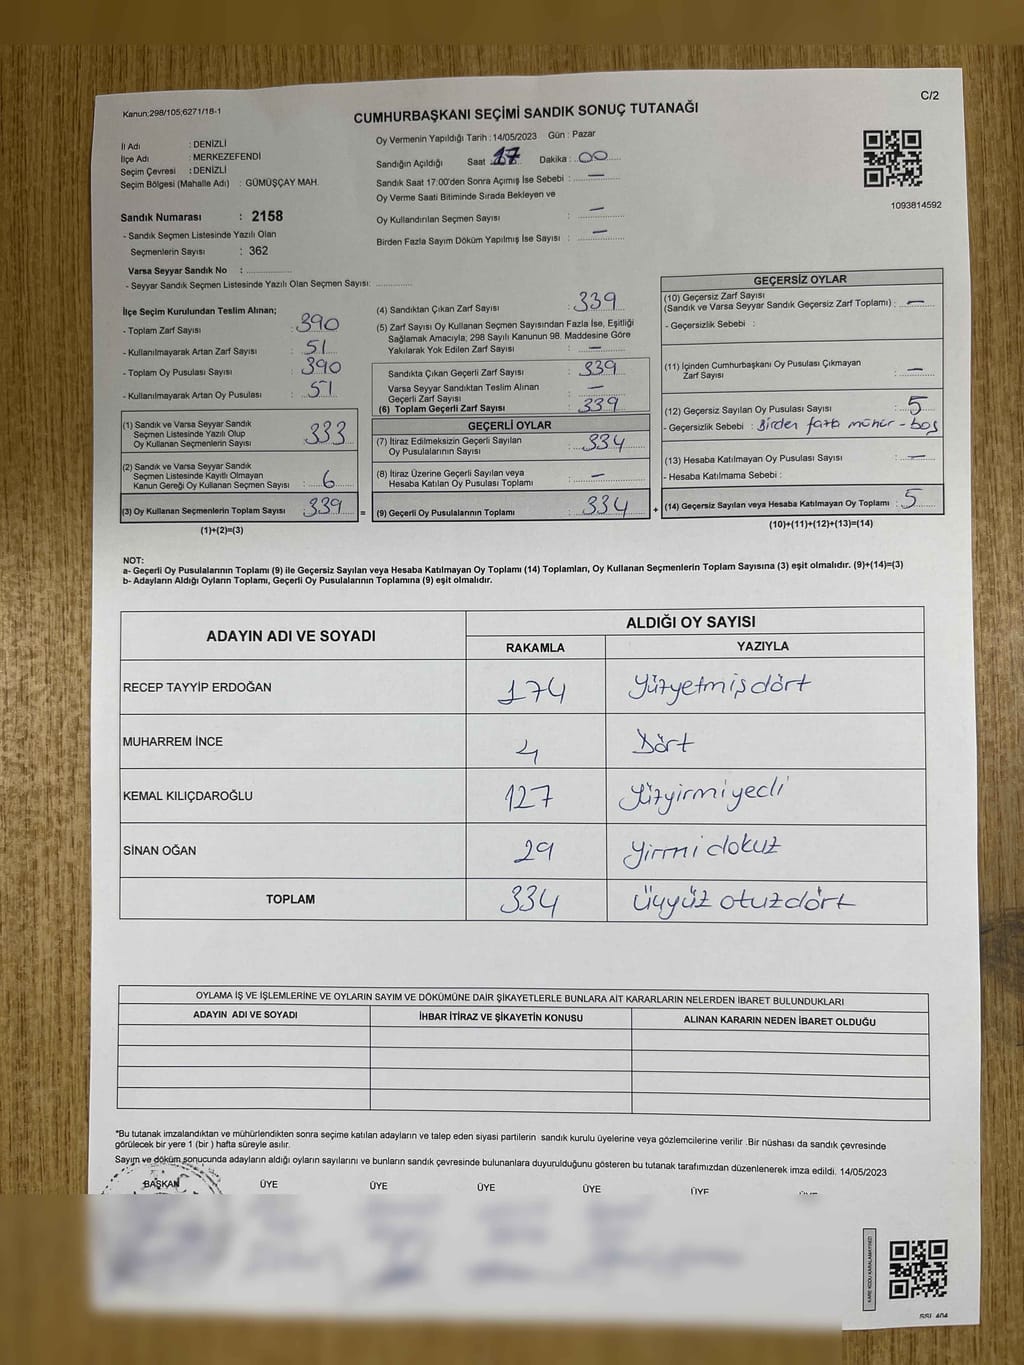 Kanun;298/105;6271/18-1
C/2
CUMHURBAŞKANI SEÇİMİ SANDIK SONUÇ TUTANAĞI
İl Adı : DENİZLİ
İlçe Adı : MERKEZEFENDİ
Seçim Çevresi : DENİZLİ
Seçim Bölgesi (Mahalle Adı) : GÜMÜŞÇAY MAH.
Sandık Numarası : 2158
- Sandık Seçmen Listesinde Yazılı Olan
Seçmenlerin Sayısı : 362
Varsa Seyyar Sandık No : ..............
- Seyyar Sandık Seçmen Listesinde Yazılı Olan Seçmen Sayısı: ............
Oy Vermenin Yapıldığı Tarih : 14/05/2023 Gün : Pazar
Sandığın Açıldığı Saat : 17 Dakika : 00
Sandık Saat 17:00'den Sonra Açımış İse Sebebi : —
Oy Verme Saati Bitiminde Sırada Bekleyen ve
Oy Kullandırılan Seçmen Sayısı : —
Birden Fazla Sayım Döküm Yapılmış İse Sayısı : —
1093814592
İlçe Seçim Kurulundan Teslim Alınan;
- Toplam Zarf Sayısı : 390
- Kullanılmayarak Artan Zarf Sayısı : 51
- Toplam Oy Pusulası Sayısı : 390
- Kullanılmayarak Artan Oy Pusulası : 51
(1) Sandık ve Varsa Seyyar Sandık
Seçmen Listesinde Yazılı Olup
Oy Kullanan Seçmenlerin Sayısı : 333
(2) Sandık ve Varsa Seyyar Sandık
Seçmen Listesinde Kayıtlı Olmayan
Kanun Gereği Oy Kullanan Seçmen Sayısı : 6
(3) Oy Kullanan Seçmenlerin Toplam Sayısı : 339 =
(1)+(2)=(3)
(4) Sandıktan Çıkan Zarf Sayısı : 339
(5) Zarf Sayısı Oy Kullanan Seçmen Sayısından Fazla İse, Eşitliği
Sağlamak Amacıyla; 298 Sayılı Kanunun 98. Maddesine Göre
Yakılarak Yok Edilen Zarf Sayısı : —
Sandıkta Çıkan Geçerli Zarf Sayısı : 339
Varsa Seyyar Sandıktan Teslim Alınan
Geçerli Zarf Sayısı : —
(6) Toplam Geçerli Zarf Sayısı : 339
GEÇERLİ OYLAR
(7) İtiraz Edilmeksizin Geçerli Sayılan
Oy Pusulalarının Sayısı : 334
(8) İtiraz Üzerine Geçerli Sayılan veya
Hesaba Katılan Oy Pusulası Toplamı : —
(9) Geçerli Oy Pusulalarının Toplamı : 334 +
GEÇERSİZ OYLAR
(10) Geçersiz Zarf Sayısı
(Sandık ve Varsa Seyyar Sandık Geçersiz Zarf Toplamı) : —
- Geçersizlik Sebebi :
(11) İçinden Cumhurbaşkanı Oy Pusulası Çıkmayan
Zarf Sayısı : —
(12) Geçersiz Sayılan Oy Pusulası Sayısı : 5
- Geçersizlik Sebebi : Birden fazla mühür - boş
(13) Hesaba Katılmayan Oy Pusulası Sayısı : —
- Hesaba Katılmama Sebebi :
(14) Geçersiz Sayılan veya Hesaba Katılmayan Oy Toplamı : 5
(10)+(11)+(12)+(13)=(14)
NOT:
a- Geçerli Oy Pusulalarının Toplamı (9) ile Geçersiz Sayılan veya Hesaba Katılmayan Oy Toplamı (14) Toplamları, Oy Kullanan Seçmenlerin Toplam Sayısına (3) eşit olmalıdır. (9)+(14)=(3)
b- Adayların Aldığı Oyların Toplamı, Geçerli Oy Pusulalarının Toplamına (9) eşit olmalıdır.
ADAYIN ADI VE SOYADI ALDIĞI OY SAYISI
RAKAMLA YAZIYLA
RECEP TAYYİP ERDOĞAN 174 Yüzyetmişdört
MUHARREM İNCE 4 Dört
KEMAL KILIÇDAROĞLU 127 Yüzyirmiyedi
SİNAN OĞAN 29 Yirmidokuz
TOPLAM 334 Üçyüz otuzdört
OYLAMA İŞ VE İŞLEMLERİNE VE OYLARIN SAYIM VE DÖKÜMÜNE DAİR ŞİKAYETLERLE BUNLARA AİT KARARLARIN NELERDEN İBARET BULUNDUKLARI
ADAYIN ADI VE SOYADI İHBAR İTİRAZ VE ŞİKAYETİN KONUSU ALINAN KARARIN NEDEN İBARET OLDUĞU
*Bu tutanak imzalandıktan ve mühürlendikten sonra seçime katılan adayların ve talep eden siyasi partilerin sandık kurulu üyelerine veya gözlemcilerine verilir .Bir nüshası da sandık çevresinde
görülecek bir yere 1 (bir ) hafta süreyle asılır.
Sayım ve döküm sonucunda adayların aldığı oyların sayılarını ve bunların sandık çevresinde bulunanlara duyurulduğunu gösteren bu tutanak tarafımızdan düzenlenerek imza edildi. 14/05/2023
BAŞKAN ÜYE ÜYE ÜYE ÜYE ÜYE
KARE KODU KARALAMAYINIZ!